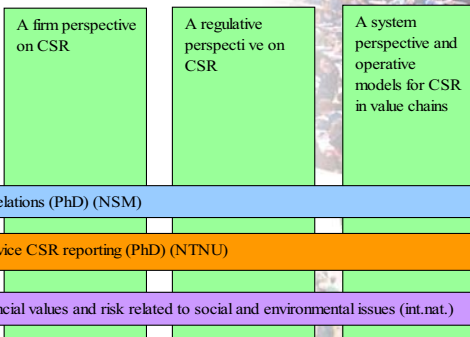 A firm perspective
on CSR
A regulative
perspecti ve on
CSR
A system
perspective and
operative
models for CSR
in value chains
elations (PhD) (NSM)
vice CSR reporting (PhD) (NTNU)
ncial values and risk related to social and environmental issues (int.nat.)